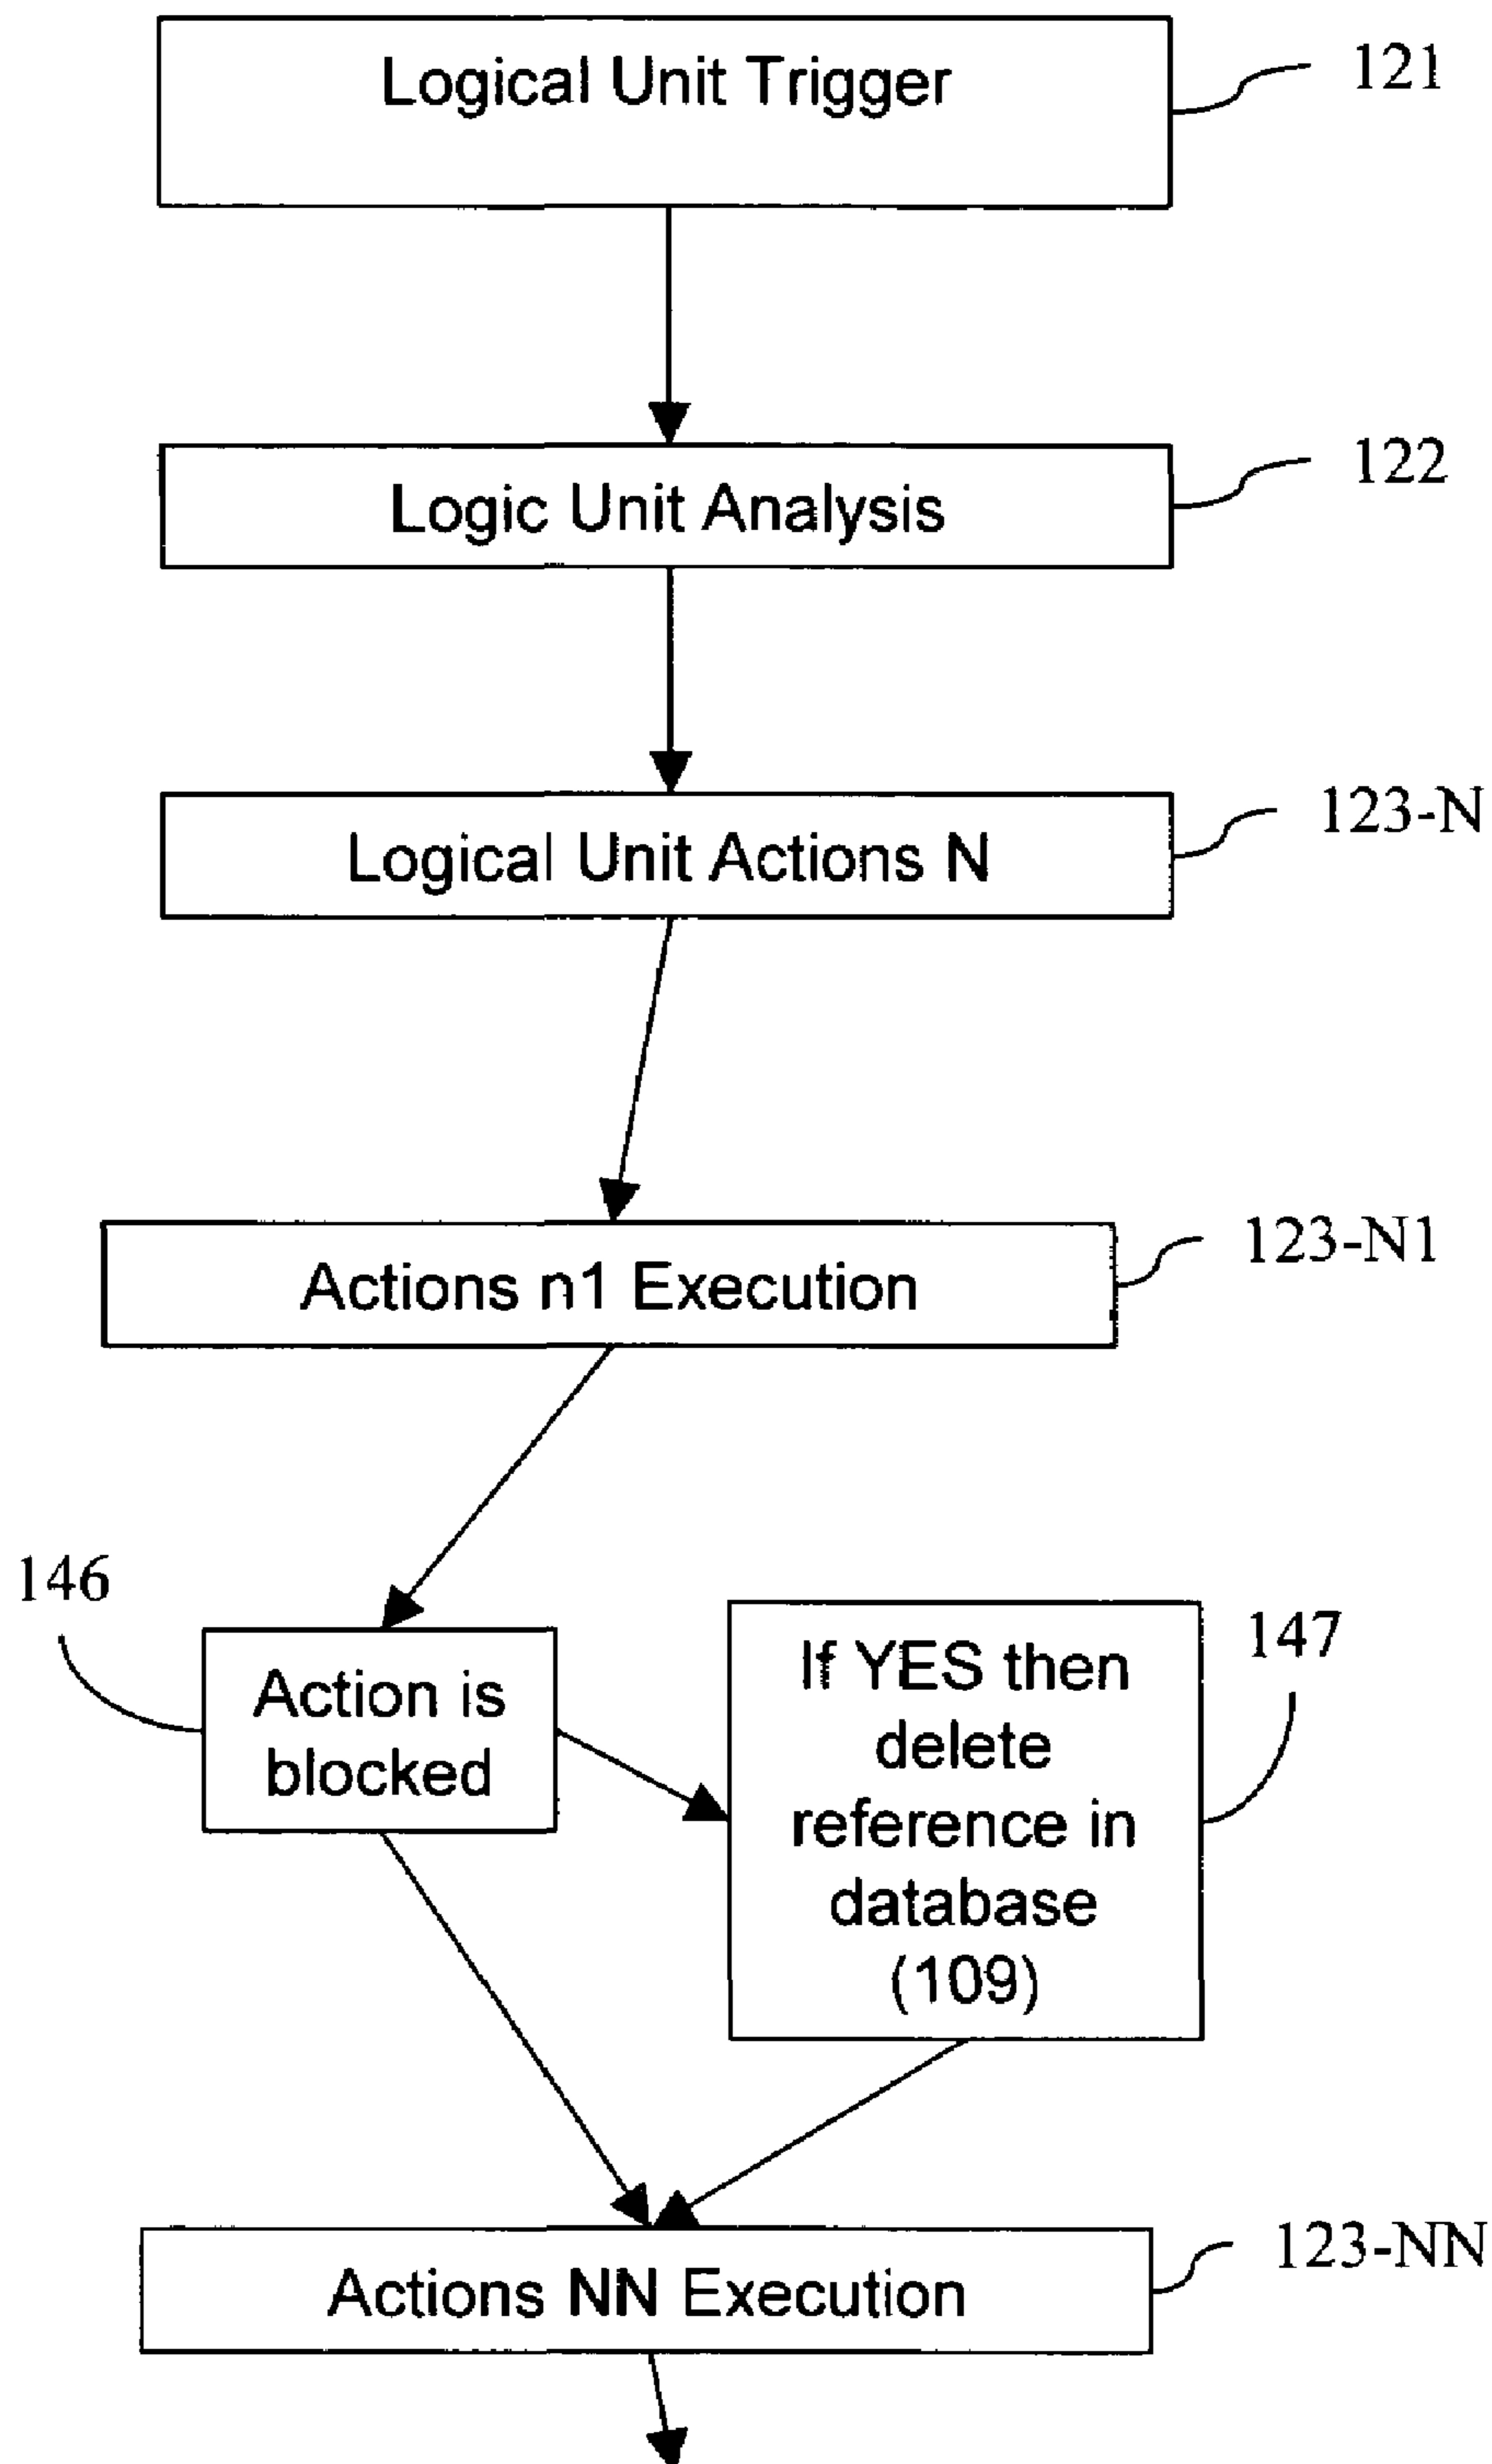 Logical Unit Trigger
121
Logic Unit Analysis
122
Logical Unit Actions N
123-N
Actions n1 Execution
123-N1
146
Action is
blocked
If YES then
delete
reference in
database
(109)
147
Actions NN Execution
123-NN